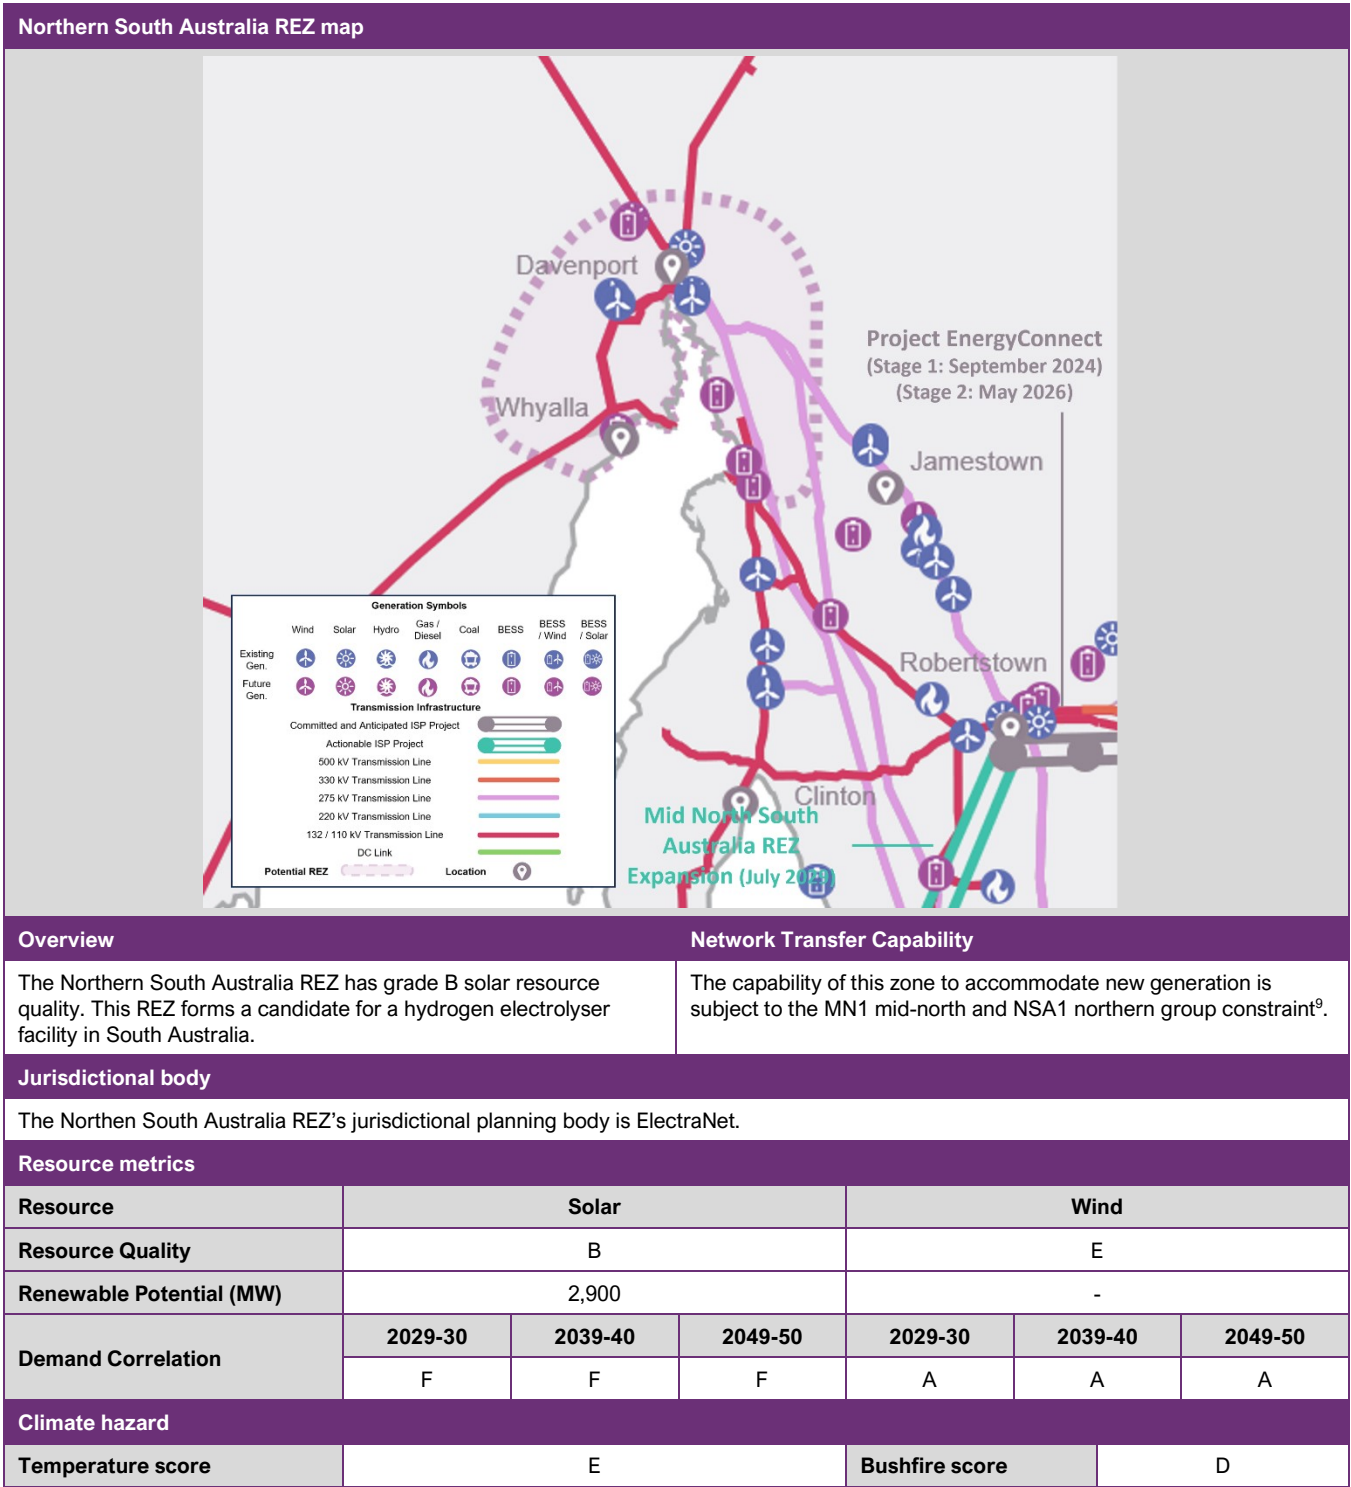 Northern South Australia REZ map
Davenport
Project EnergyConnect
(Stage 1: September 2024)
(Stage 2: May 2026)
Whyalla
Jamestown
Robertstown
Clinton
Mid North South
Australia REZ
Expansion (July 2029)
Generation Symbols
Wind Solar Hydro Gas / Diesel Coal BESS BESS / Wind BESS / Solar
Existing Gen.
Future Gen.
Transmission Infrastructure
Committed and Anticipated ISP Project
Actionable ISP Project
500 kV Transmission Line
330 kV Transmission Line
275 kV Transmission Line
220 kV Transmission Line
132 / 110 kV Transmission Line
DC Link
Potential REZ Location
Overview
The Northern South Australia REZ has grade B solar resource
quality. This REZ forms a candidate for a hydrogen electrolyser
facility in South Australia.
Network Transfer Capability
The capability of this zone to accommodate new generation is
subject to the MN1 mid-north and NSA1 northern group constraint⁹.
Jurisdictional body
The Northen South Australia REZ’s jurisdictional planning body is ElectraNet.
Resource metrics
Resource Solar Wind
Resource Quality B E
Renewable Potential (MW) 2,900 -
Demand Correlation 2029-30 2039-40 2049-50 2029-30 2039-40 2049-50
F F F A A A
Climate hazard
Temperature score E Bushfire score D